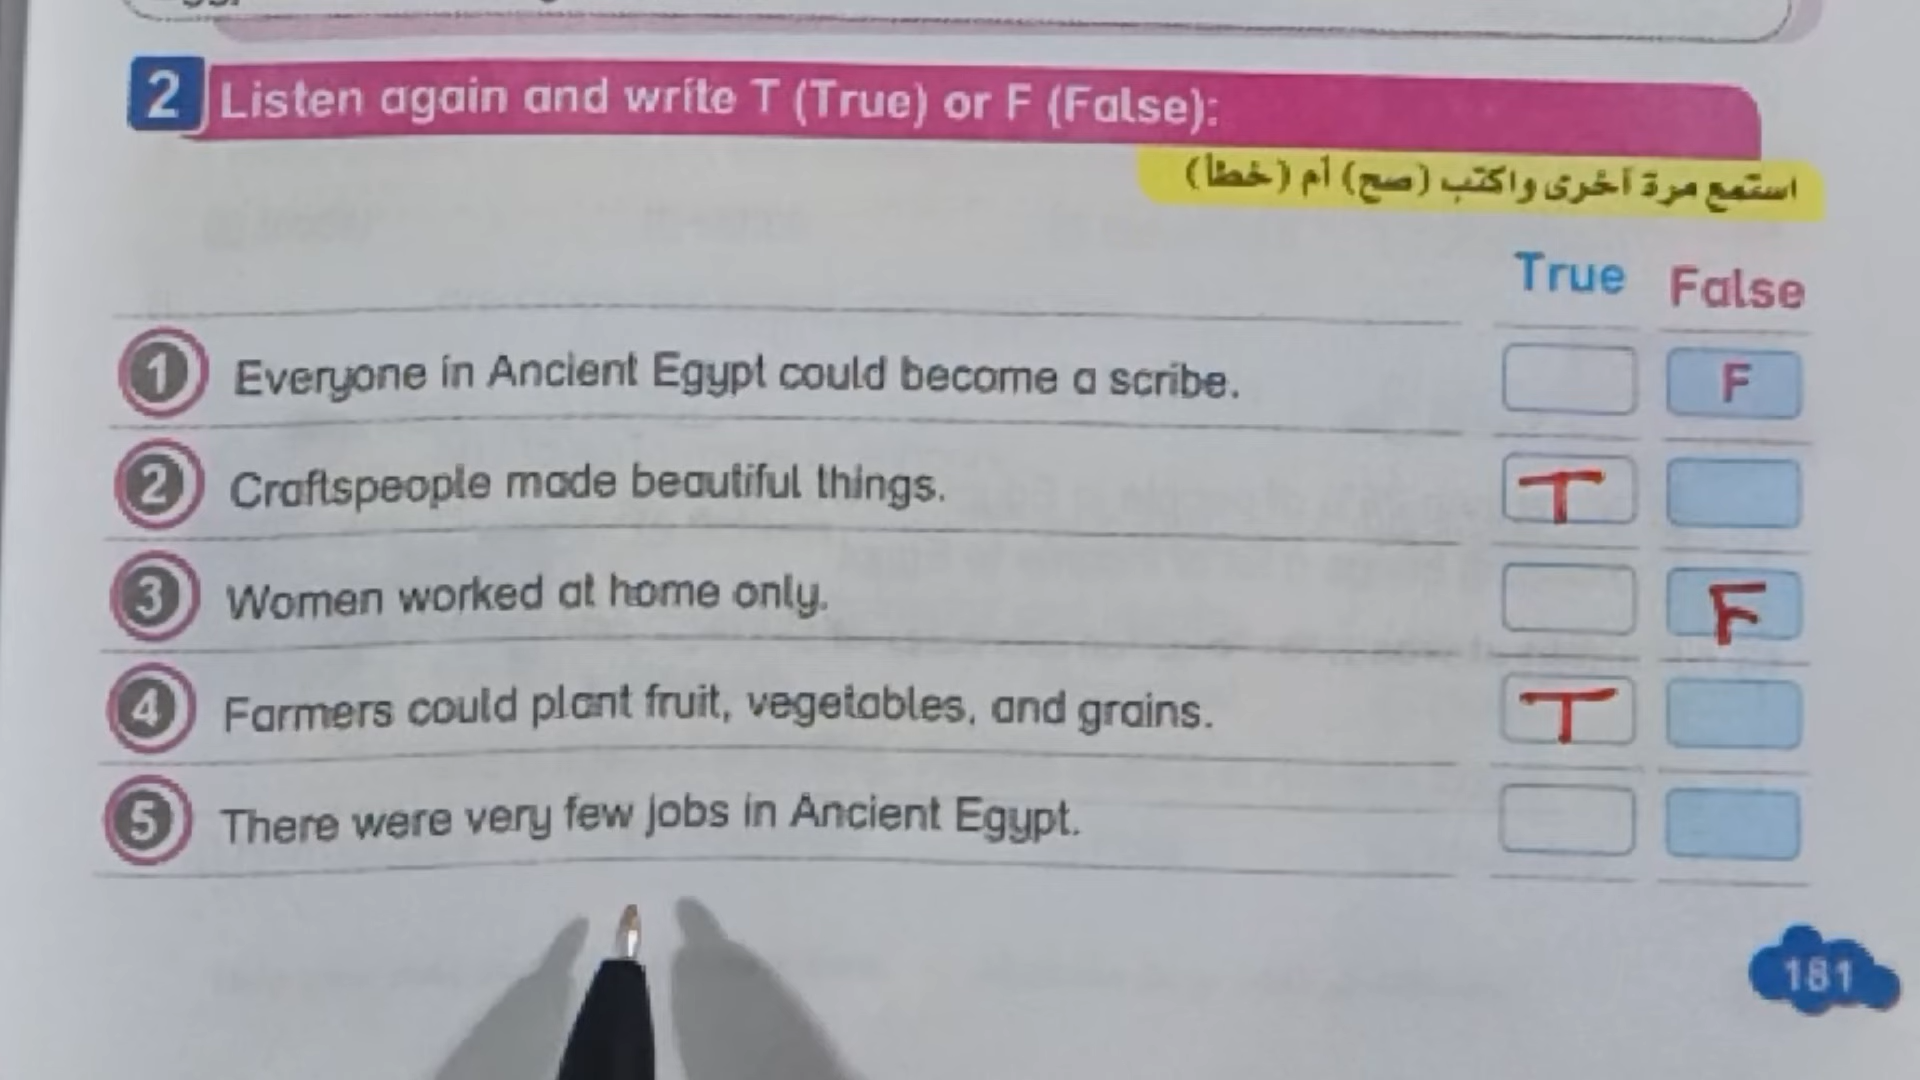 2 Listen again and write T (True) or F (False):
استمع مرة أخرى واكتب (صح) أم (خطأ)
True False
1 Everyone in Ancient Egypt could become a scribe. F
2 Craftspeople made beautiful things. T
3 Women worked at home only. F
4 Farmers could plant fruit, vegetables, and grains. T
5 There were very few jobs in Ancient Egypt.
181